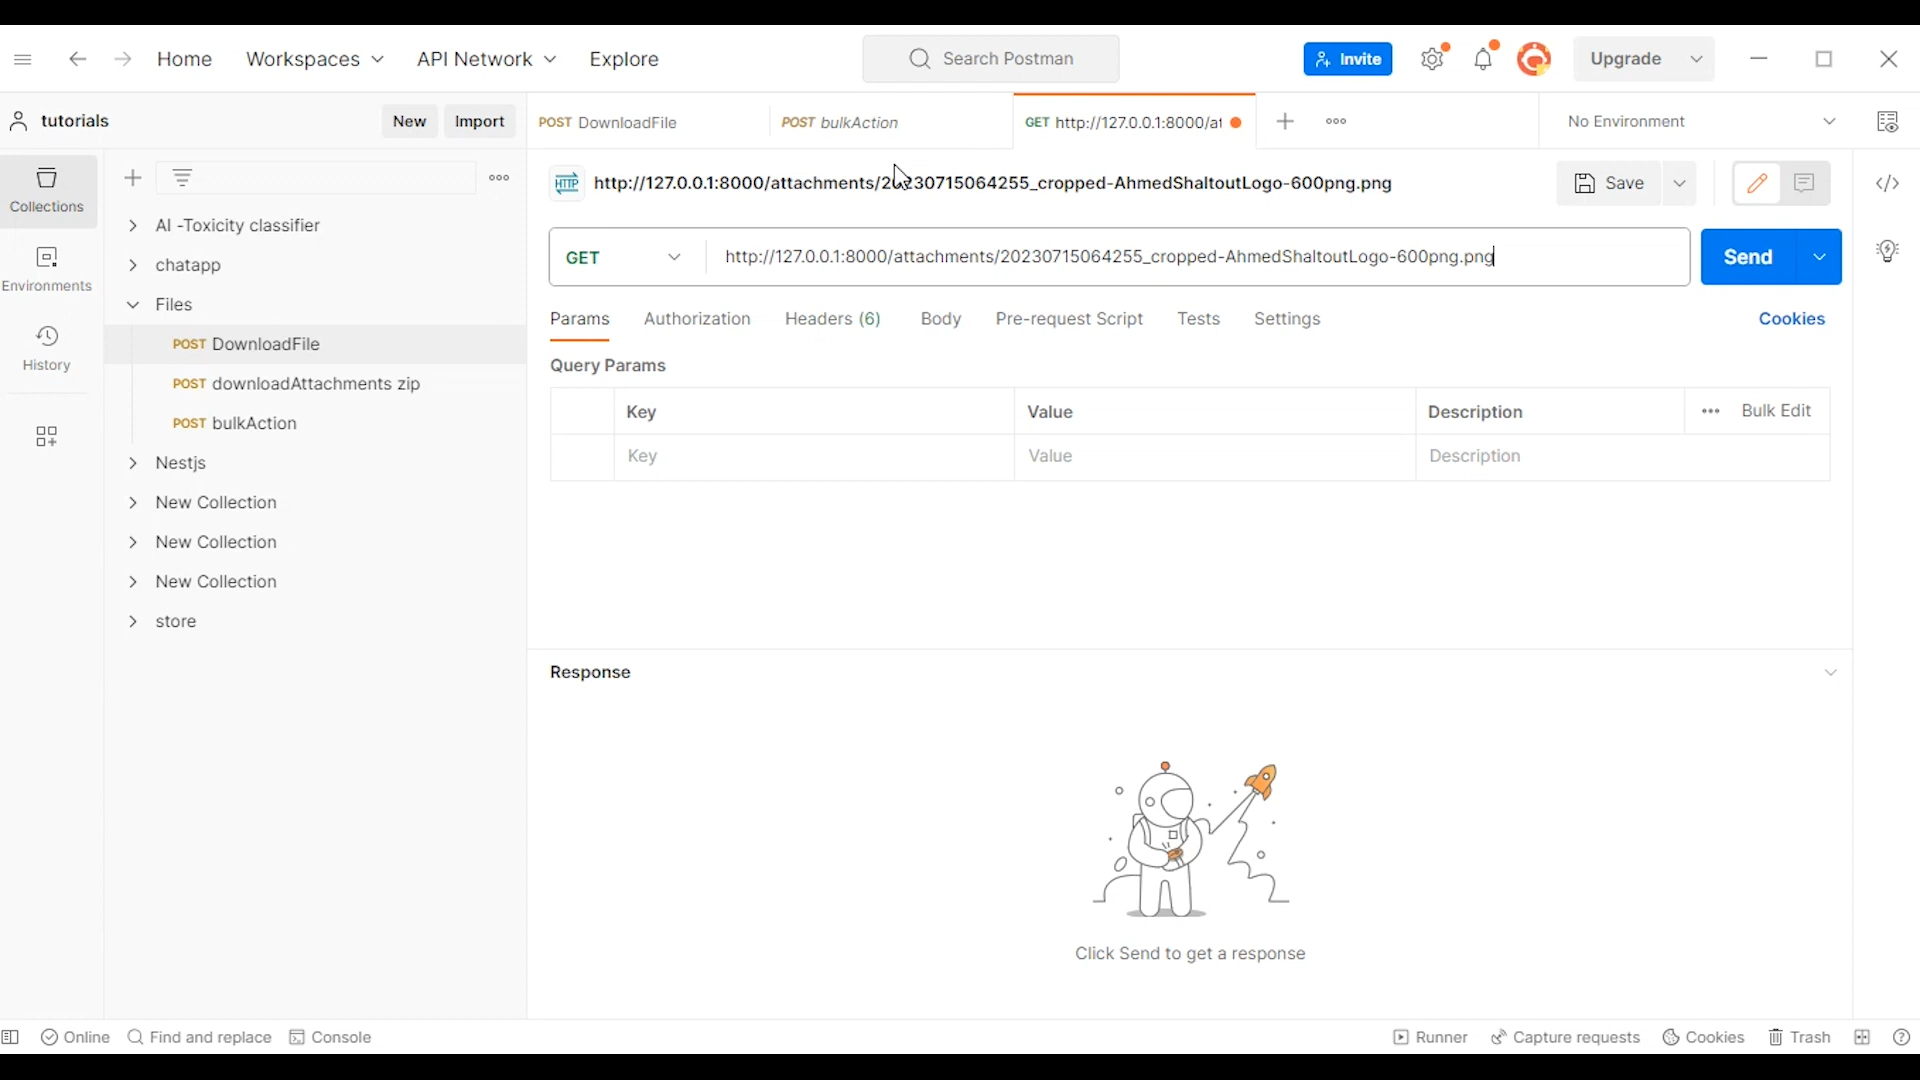 Home Workspaces API Network Explore Search Postman Invite Upgrade
tutorials New Import POST DownloadFile POST bulkAction GET http://127.0.0.1:8000/at No Environment
Collections
Environments
History
AI -Toxicity classifier
chatapp
Files
POST DownloadFile
POST downloadAttachments zip
POST bulkAction
Nestjs
New Collection
New Collection
New Collection
store
HTTP http://127.0.0.1:8000/attachments/20230715064255_cropped-AhmedShaltoutLogo-600png.png Save
GET http://127.0.0.1:8000/attachments/20230715064255_cropped-AhmedShaltoutLogo-600png.png Send
Params Authorization Headers (6) Body Pre-request Script Tests Settings Cookies
Query Params
Key Value Description Bulk Edit
Key Value Description
Response
Click Send to get a response
Online Find and replace Console Runner Capture requests Cookies Trash